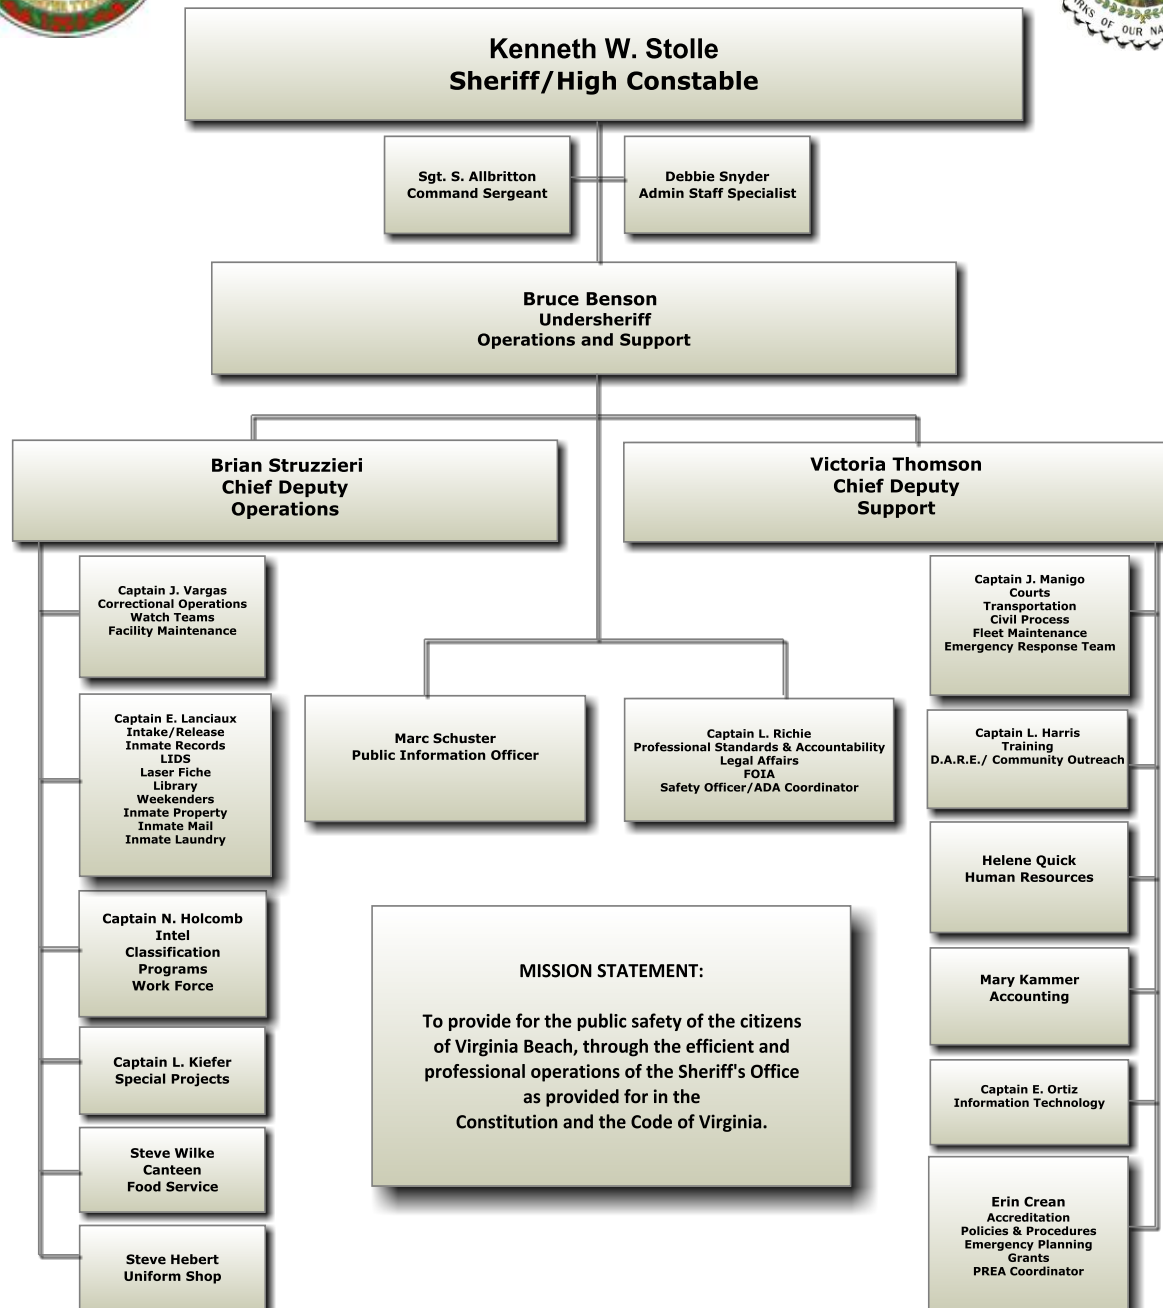 1203
OF OUR NA
Kenneth W. Stolle
Sheriff/High Constable
Sgt. S. Allbritton
Command Sergeant
Debbie Snyder
Admin Staff Specialist
Bruce Benson
Undersheriff
Operations and Support
Brian Struzzieri
Chief Deputy
Operations
Victoria Thomson
Chief Deputy
Support
Captain J. Vargas
Correctional Operations
Watch Teams
Facility Maintenance
Captain E. Lanciaux
Intake/Release
Inmate Records
LIDS
Laser Fiche
Library
Weekenders
Inmate Property
Inmate Mail
Inmate Laundry
Captain N. Holcomb
Intel
Classification
Programs
Work Force
Captain L. Kiefer
Special Projects
Steve Wilke
Canteen
Food Service
Steve Hebert
Uniform Shop
Marc Schuster
Public Information Officer
Captain L. Richie
Professional Standards & Accountability
Legal Affairs
FOIA
Safety Officer/ADA Coordinator
MISSION STATEMENT:
To provide for the public safety of the citizens
of Virginia Beach, through the efficient and
professional operations of the Sheriff's Office
as provided for in the
Constitution and the Code of Virginia.
Captain J. Manigo
Courts
Transportation
Civil Process
Fleet Maintenance
Emergency Response Team
Captain L. Harris
Training
D.A.R.E./ Community Outreach
Helene Quick
Human Resources
Mary Kammer
Accounting
Captain E. Ortiz
Information Technology
Erin Crean
Accreditation
Policies & Procedures
Emergency Planning
Grants
PREA Coordinator